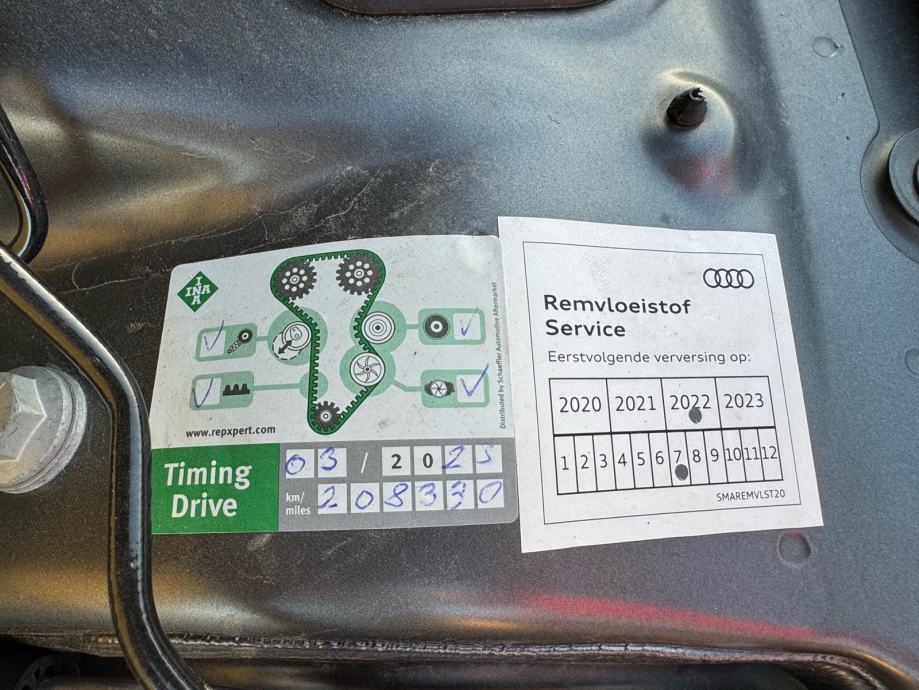 INA
INA
www.repxpert.com
Distributed by Schaeffler Automotive Aftermarket
Timing
Drive
03 /
km/
miles
208330
Remvloeistof
Service
Eerstvolgende verversing op:
2020 2021 2022 2023
1 2 3 4 5 6 7 8 9 10 11 12
SMAREMVLST20